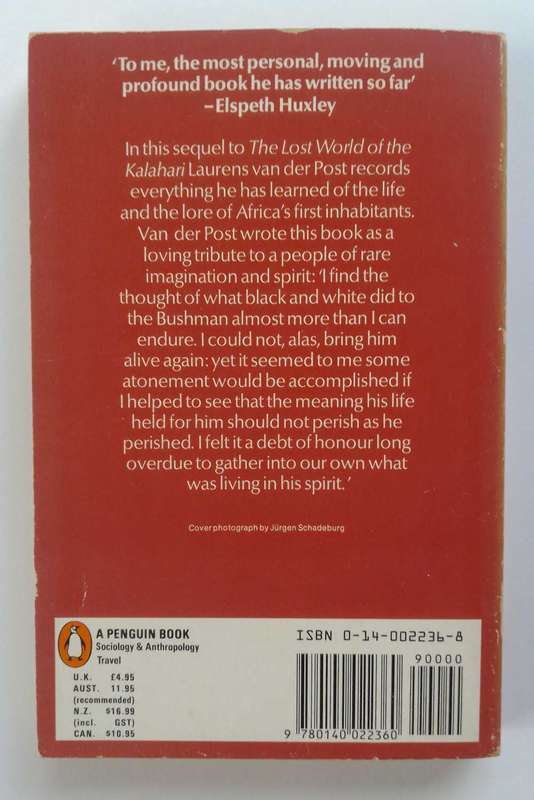 'To me, the most personal, moving and
profound book he has written so far'
–Elspeth Huxley
In this sequel to The Lost World of the
Kalahari Laurens van der Post records
everything he has learned of the life
and the lore of Africa's first inhabitants.
Van der Post wrote this book as a
loving tribute to a people of rare
imagination and spirit: 'I find the
thought of what black and white did to
the Bushman almost more than I can
endure. I could not, alas, bring him
alive again: yet it seemed to me some
atonement would be accomplished if
I helped to see that the meaning his life
held for him should not perish as he
perished. I felt it a debt of honour long
overdue to gather into our own what
was living in his spirit.'
Cover photograph by Jürgen Schadeburg
A PENGUIN BOOK
Sociology & Anthropology
Travel
U.K. £4.95
AUST. 11.95
(recommended)
N.Z. $16.99
(incl. GST)
CAN. $10.95
ISBN 0-14-002236-8
90000
9 780140 022360